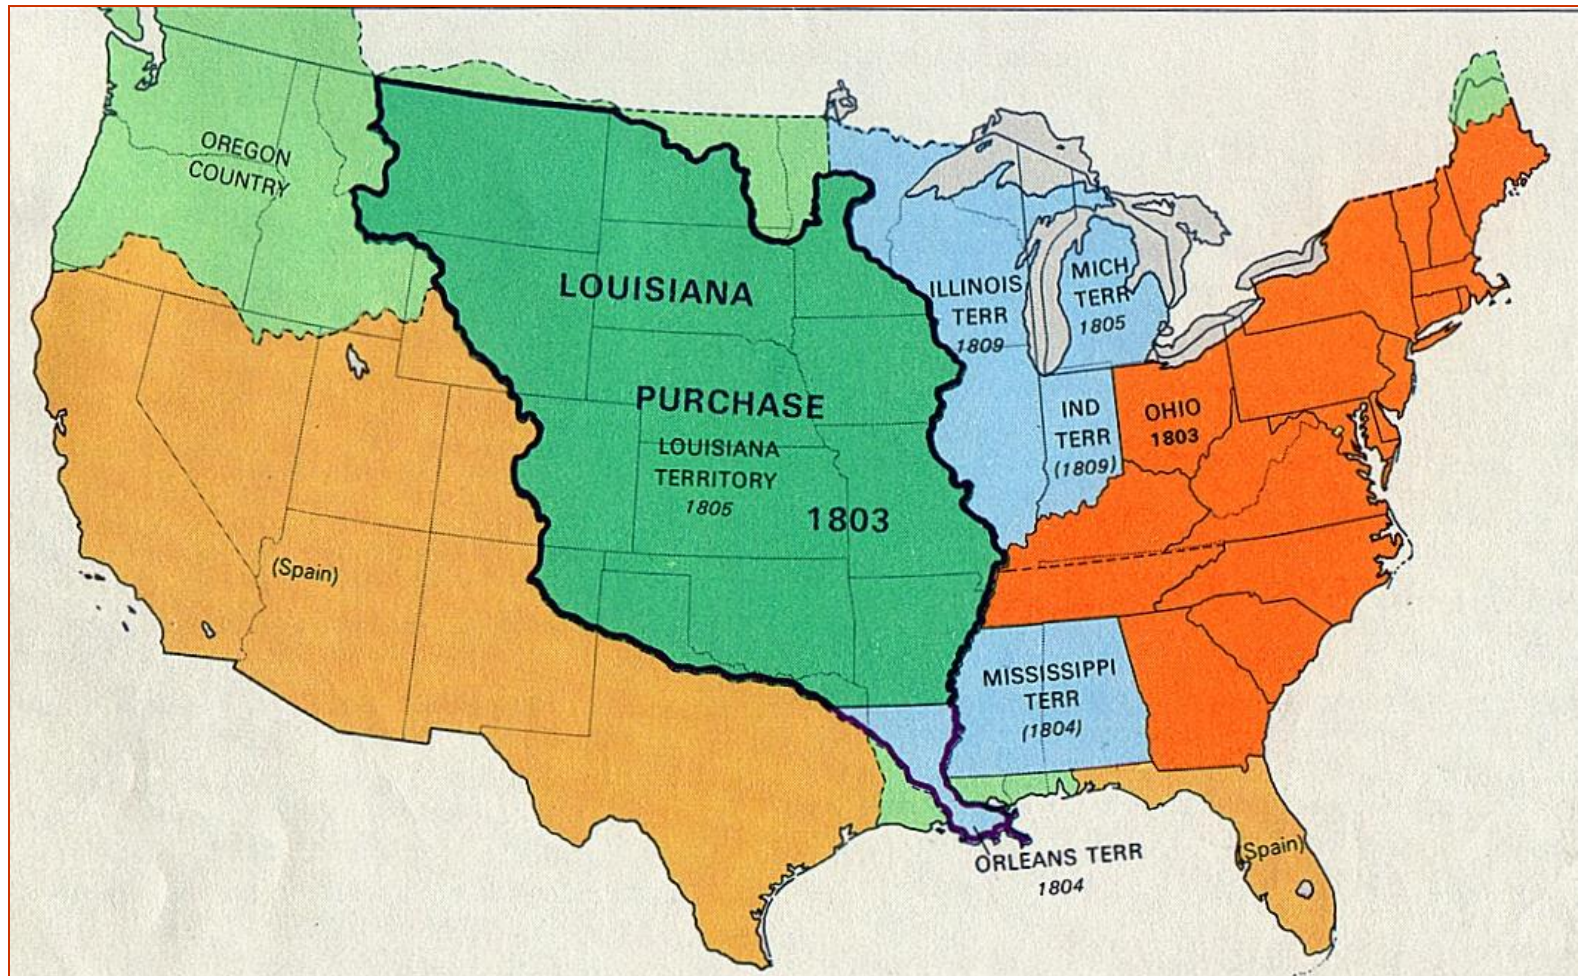 OREGON
COUNTRY
LOUISIANA
PURCHASE
LOUISIANA
TERRITORY
1805
1803
ILLINOIS
TERR
1809
MICH
TERR
1805
IND
TERR
(1809)
OHIO
1803
(Spain)
MISSISSIPPI
TERR
(1804)
ORLEANS TERR
1804
(Spain)